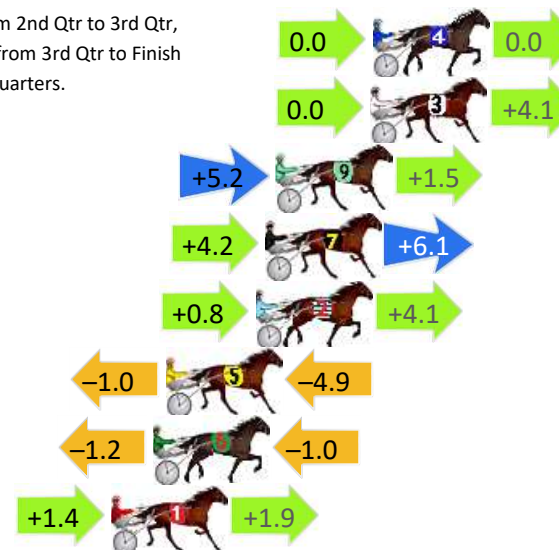 m 2nd Qtr to 3rd Qtr,
from 3rd Qtr to Finish
uarters.
0.0 4 0.0
0.0 3 +4.1
+5.2 9 +1.5
+4.2 7 +6.1
+0.8 2 +4.1
–1.0 5 –4.9
–1.2 –1.0
+1.4 1 +1.9